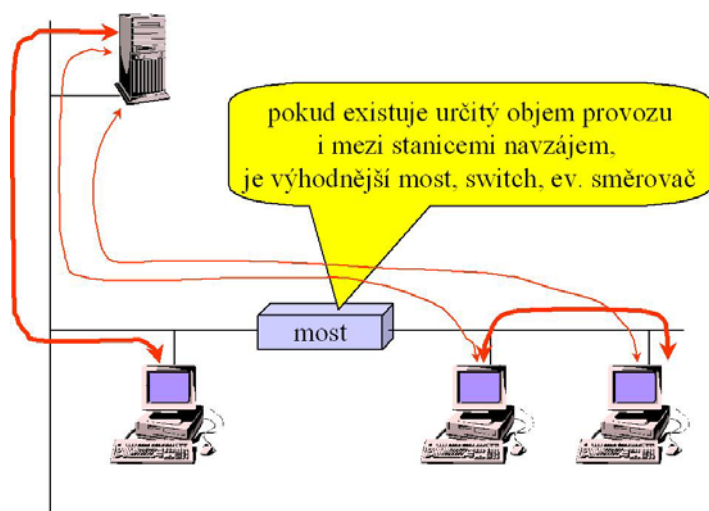 pokud existuje určitý objem provozu
i mezi stanicemi navzájem,
je výhodnější most, switch, ev. směrovač
most